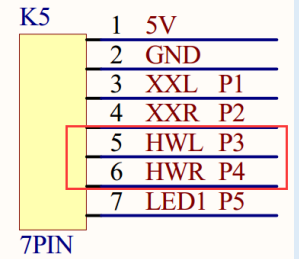 K5
1 5V
2 GND
3 XXL P1
4 XXR P2
5 HWL P3
6 HWR P4
7 LED1 P5
7PIN